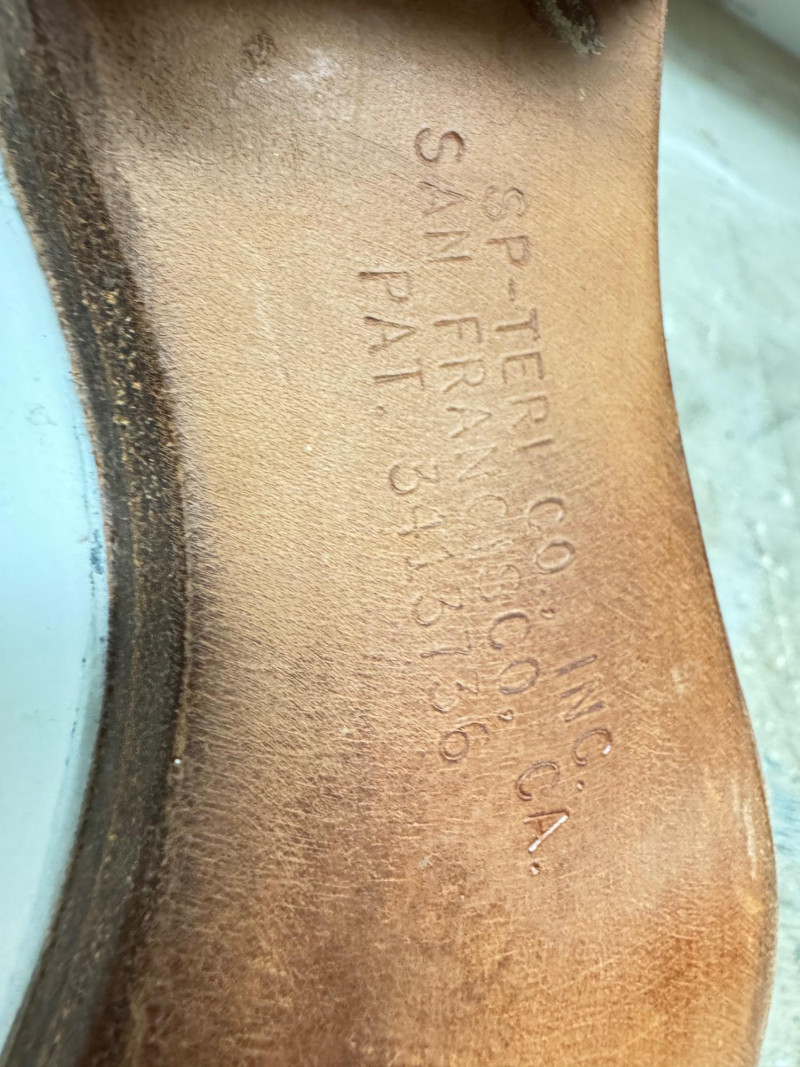 SP-TERI CO., INC.
SAN FRANCISCO, CA.
PAT. 3413736